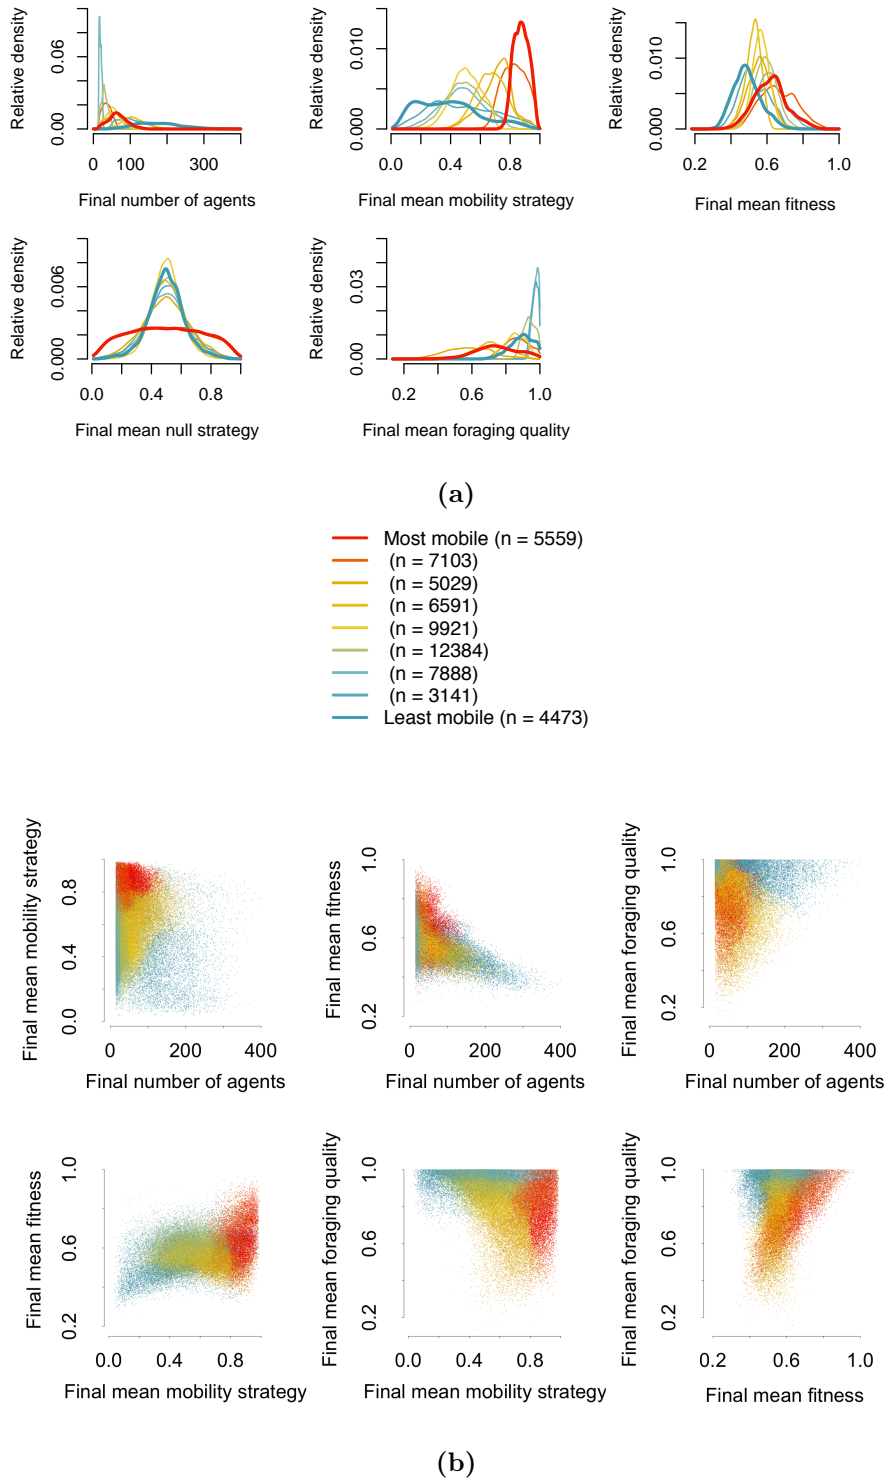 Relative density
0.00
0.06
0
100
300
Final number of agents
Relative density
0.000
0.010
0.0
0.4
0.8
Final mean mobility strategy
Relative density
0.000
0.010
0.2
0.6
1.0
Final mean fitness
Relative density
0.000
0.006
0.0
0.4
0.8
Final mean null strategy
Relative density
0.00
0.03
0.2
0.6
1.0
Final mean foraging quality
(a)
Most mobile (n = 5559)
(n = 7103)
(n = 5029)
(n = 6591)
(n = 9921)
(n = 12384)
(n = 7888)
(n = 3141)
Least mobile (n = 4473)
Final mean mobility strategy
0.0
0.4
0.8
0
200
400
Final number of agents
Final mean fitness
0.2
0.6
1.0
0
200
400
Final number of agents
Final mean foraging quality
0.2
0.6
1.0
0
200
400
Final number of agents
Final mean fitness
0.2
0.6
1.0
0.0
0.4
0.8
Final mean mobility strategy
Final mean foraging quality
0.2
0.6
1.0
0.0
0.4
0.8
Final mean mobility strategy
Final mean foraging quality
0.2
0.6
1.0
0.2
0.6
1.0
Final mean fitness
(b)